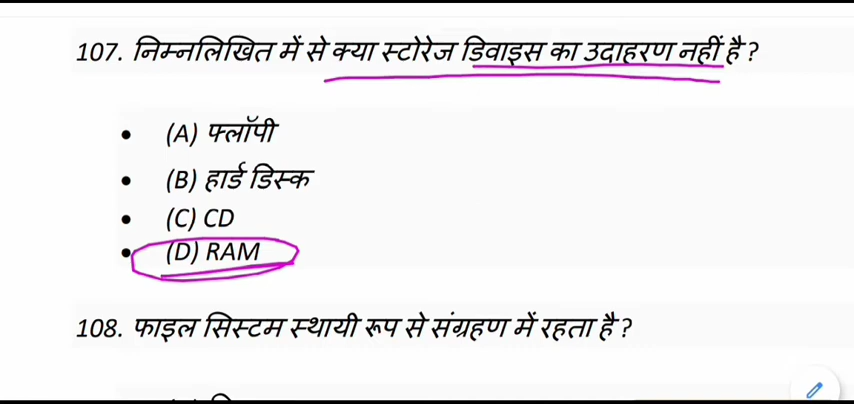 107. निम्नलिखित में से क्या स्टोरेज डिवाइस का उदाहरण नहीं है?
• (A) फ्लॉपी
• (B) हार्ड डिस्क
• (C) CD
• (D) RAM
108. फाइल सिस्टम स्थायी रूप से संग्रहण में रहता है?